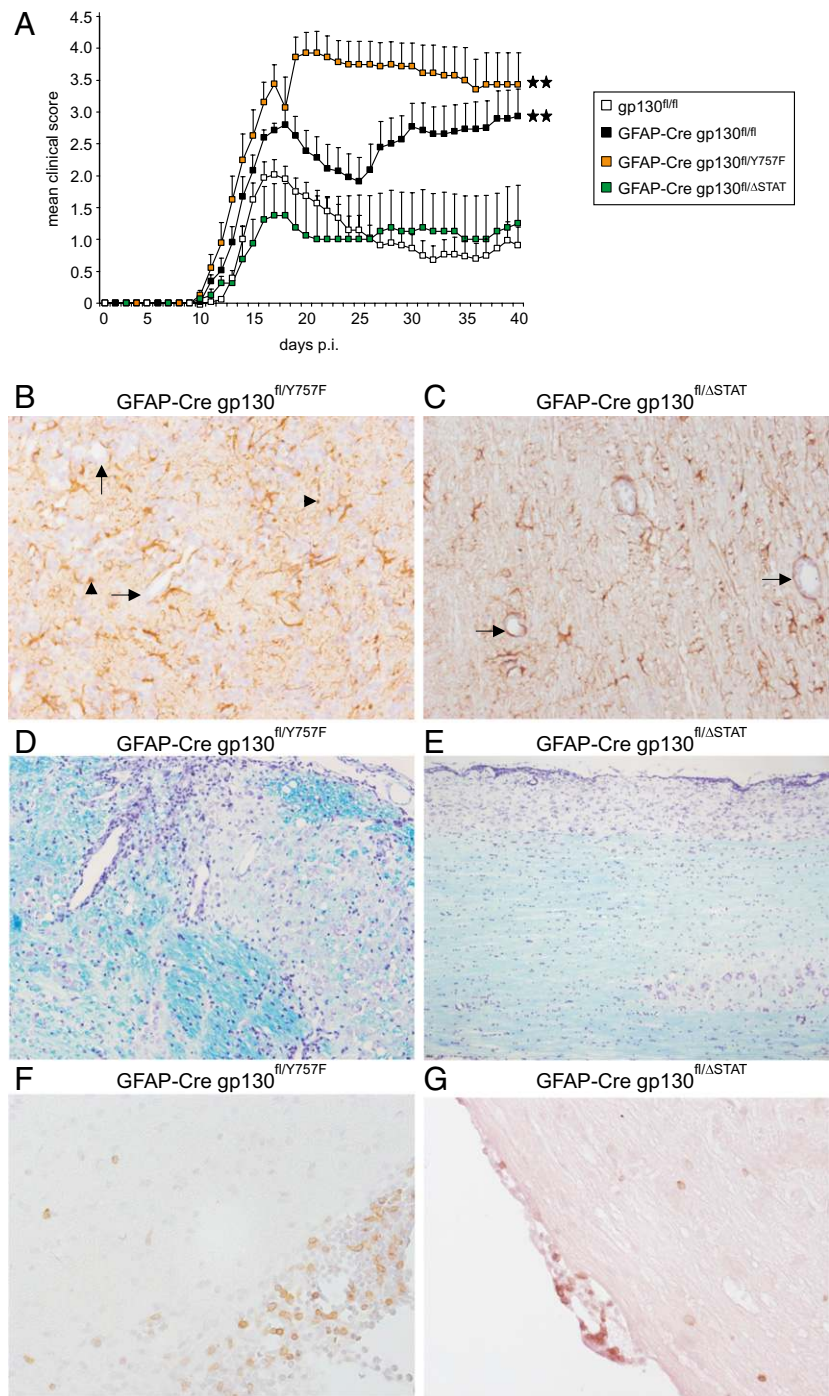 A
4.5
4.0
3.5
3.0
2.5
2.0
1.5
1.0
0.5
0
mean clinical score
0 5 10 15 20 25 30 35 40
days p.i.
★★
★★
gp130fl/fl
GFAP-Cre gp130fl/fl
GFAP-Cre gp130fl/Y757F
GFAP-Cre gp130fl/ΔSTAT
B GFAP-Cre gp130fl/Y757F
C GFAP-Cre gp130fl/ΔSTAT
D GFAP-Cre gp130fl/Y757F
E GFAP-Cre gp130fl/ΔSTAT
F GFAP-Cre gp130fl/Y757F
G GFAP-Cre gp130fl/ΔSTAT